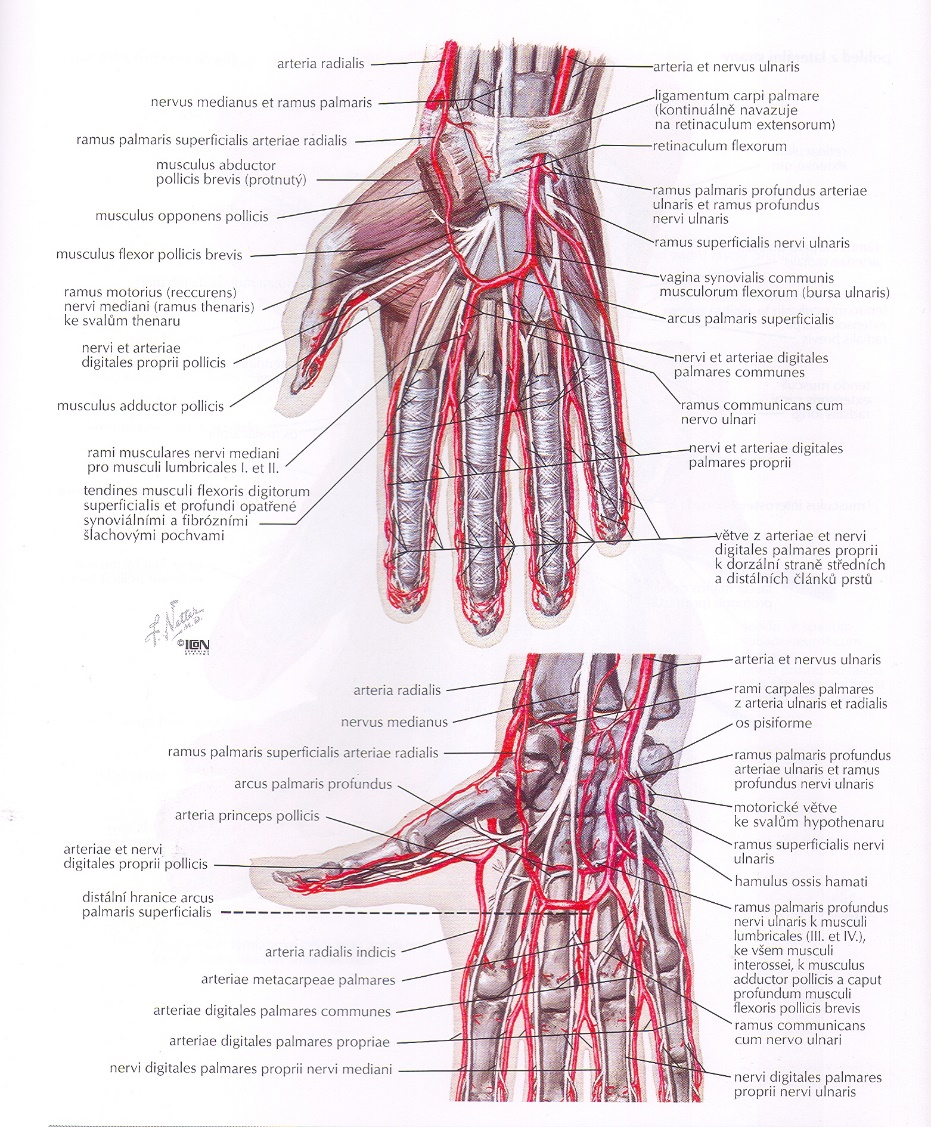 arteria radialis
nervus medianus et ramus palmaris
ramus palmaris superficialis arteriae radialis
musculus abductor
pollicis brevis (protnutý)
musculus opponens pollicis
musculus flexor pollicis brevis
ramus motorius (reccurens)
nervi mediani (ramus thenaris)
ke svalům thenaru
nervi et arteriae
digitales proprii pollicis
musculus adductor pollicis
rami musculares nervi mediani
pro musculi lumbricales I. et II.
tendines musculi flexoris digitorum
superficialis et profundi opatřené
synoviálními a fibrózními
šlachovými pochvami
arteria et nervus ulnaris
ligamentum carpi palmare
(kontinuálně navazuje
na retinaculum extensorum)
retinaculum flexorum
ramus palmaris profundus arteriae
ulnaris et ramus profundus
nervi ulnaris
ramus superficialis nervi ulnaris
vagina synovialis communis
musculorum flexorum (bursa ulnaris)
arcus palmaris superficialis
nervi et arteriae digitales
palmares communes
ramus communicans cum
nervo ulnari
nervi et arteriae digitales
palmares proprii
větve z arteriae et nervi
digitales palmares proprii
k dorzální straně středních
a distálních článků prstů
F. Netter
M.D.
© ICON
arteria radialis
nervus medianus
ramus palmaris superficialis arteriae radialis
arcus palmaris profundus
arteria princeps pollicis
arteriae et nervi
digitales proprii pollicis
distální hranice arcus
palmaris superficialis
arteria radialis indicis
arteriae metacarpeae palmares
arteriae digitales palmares communes
arteriae digitales palmares propriae
nervi digitales palmares proprii nervi mediani
arteria et nervus ulnaris
rami carpales palmares
z arteria ulnaris et radialis
os pisiforme
ramus palmaris profundus
arteriae ulnaris et ramus
profundus nervi ulnaris
motorické větve
ke svalům hypothenaru
ramus superficialis nervi
ulnaris
hamulus ossis hamati
ramus palmaris profundus
nervi ulnaris k musculi
lumbricales (III. et IV.),
ke všem musculi
interossei, k musculus
adductor pollicis a caput
profundum musculi
flexoris pollicis brevis
ramus communicans
cum nervo ulnari
nervi digitales palmares
proprii nervi ulnaris